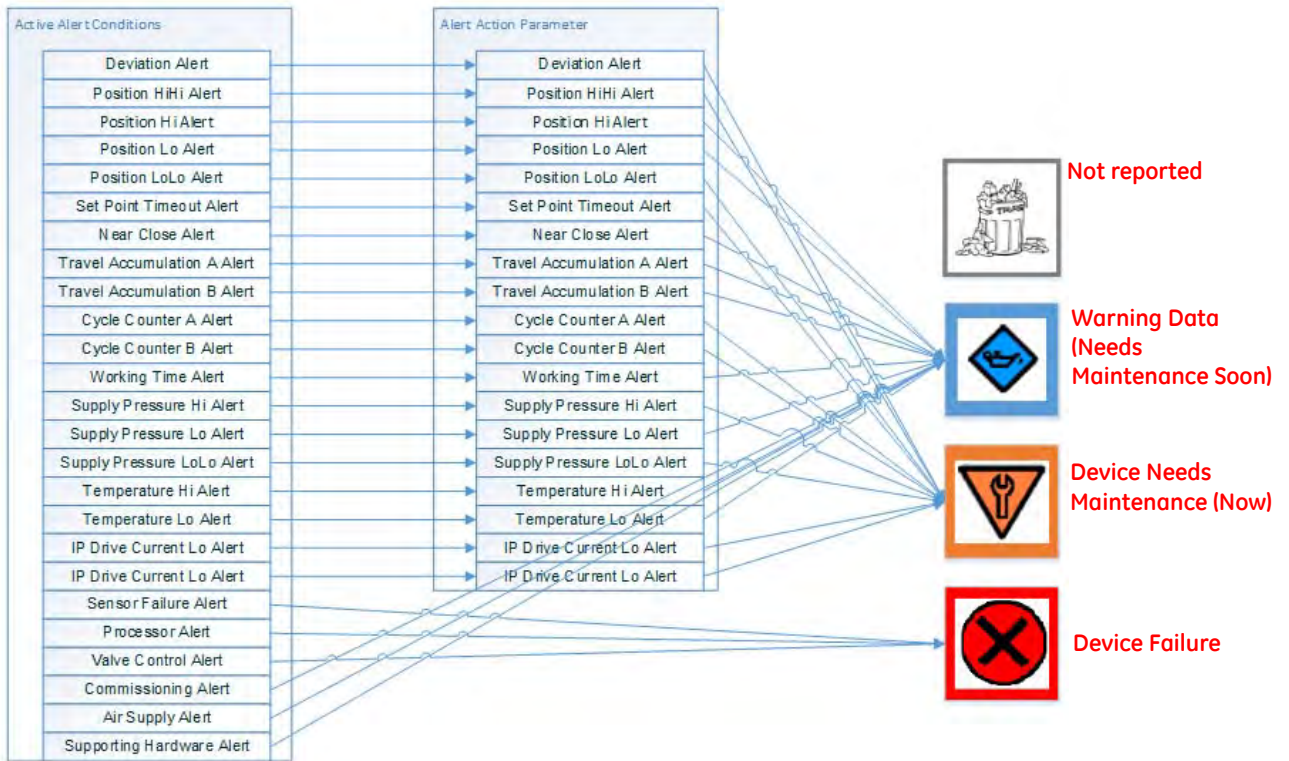 Active Alert Conditions
Deviation Alert
Position HiHi Alert
Position Hi Alert
Position Lo Alert
Position LoLo Alert
Set Point Timeout Alert
Near Close Alert
Travel Accumulation A Alert
Travel Accumulation B Alert
Cycle Counter A Alert
Cycle Counter B Alert
Working Time Alert
Supply Pressure Hi Alert
Supply Pressure Lo Alert
Supply Pressure LoLo Alert
Temperature Hi Alert
Temperature Lo Alert
IP Drive Current Lo Alert
IP Drive Current Lo Alert
Sensor Failure Alert
Processor Alert
Valve Control Alert
Commissioning Alert
Air Supply Alert
Supporting Hardware Alert
Alert Action Parameter
Deviation Alert
Position HiHi Alert
Position Hi Alert
Position Lo Alert
Position LoLo Alert
Set Point Timeout Alert
Near Close Alert
Travel Accumulation A Alert
Travel Accumulation B Alert
Cycle Counter A Alert
Cycle Counter B Alert
Working Time Alert
Supply Pressure Hi Alert
Supply Pressure Lo Alert
Supply Pressure LoLo Alert
Temperature Hi Alert
Temperature Lo Alert
IP Drive Current Lo Alert
IP Drive Current Lo Alert
Not reported
Warning Data
(Needs
Maintenance Soon)
Device Needs
Maintenance (Now)
Device Failure